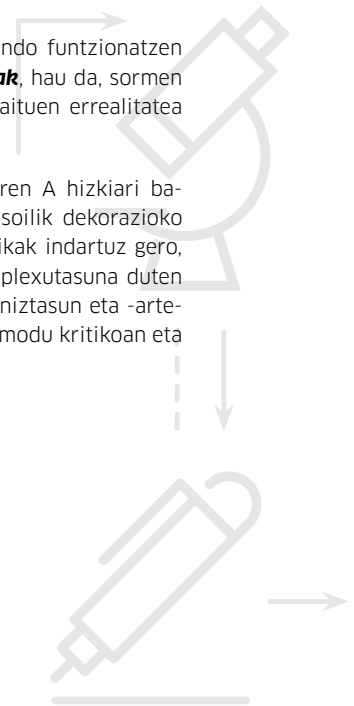 ndo funtzionatzen
ak, hau da, sormen
aituen errealitatea
ren A hizkiari ba-
soilik dekorazioko
ikak indartuz gero,
plexutasuna duten
niztasun eta -arte-
modu kritikoan eta